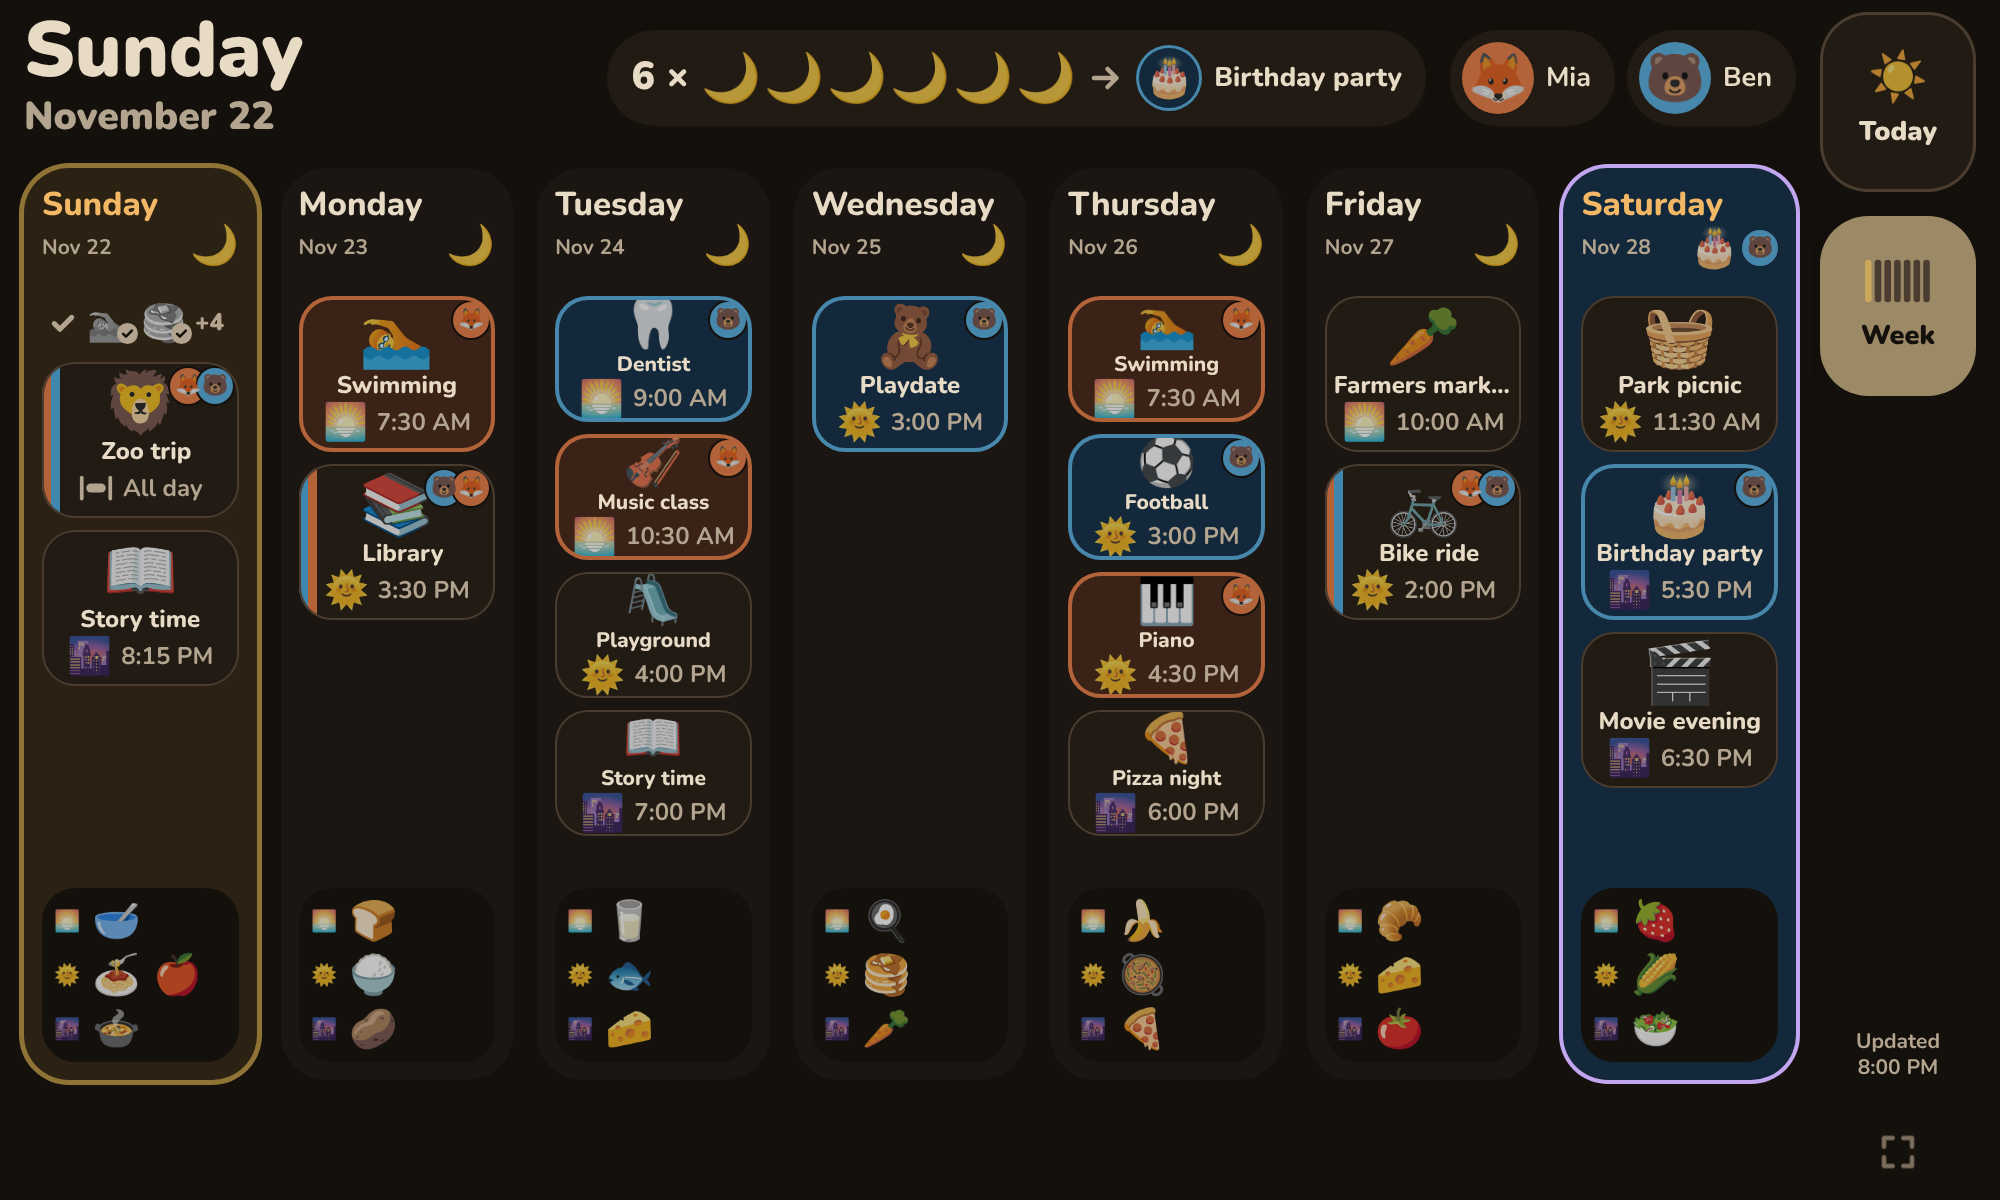 Sunday
November 22
6 × → Birthday party
Mia
Ben
Today
Week
Updated
8:00 PM
Sunday
Nov 22
+4
Zoo trip
All day
Story time
8:15 PM
Monday
Nov 23
Swimming
7:30 AM
Library
3:30 PM
Tuesday
Nov 24
Dentist
9:00 AM
Music class
10:30 AM
Playground
4:00 PM
Story time
7:00 PM
Wednesday
Nov 25
Playdate
3:00 PM
Thursday
Nov 26
Swimming
7:30 AM
Football
3:00 PM
Piano
4:30 PM
Pizza night
6:00 PM
Friday
Nov 27
Farmers mark...
10:00 AM
Bike ride
2:00 PM
Saturday
Nov 28
Park picnic
11:30 AM
Birthday party
5:30 PM
Movie evening
6:30 PM